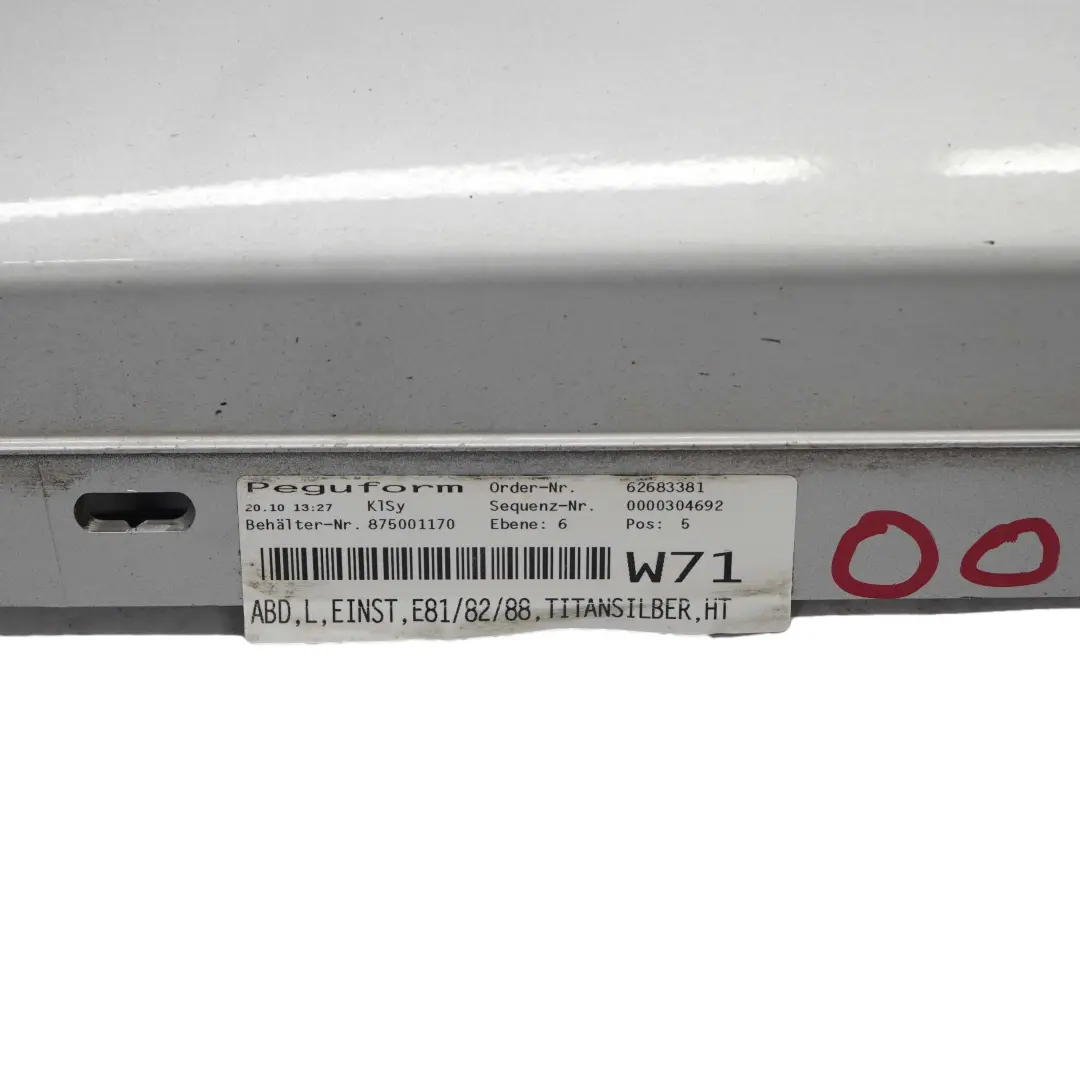 Peguform Order-Nr. 62683381
20.10 13:27 KlSy Sequenz-Nr. 0000304692
Behälter-Nr. 875001170 Ebene: 6 Pos: 5
W71
ABD,L,EINST,E81/82/88,TITANSILBER,HT
OO